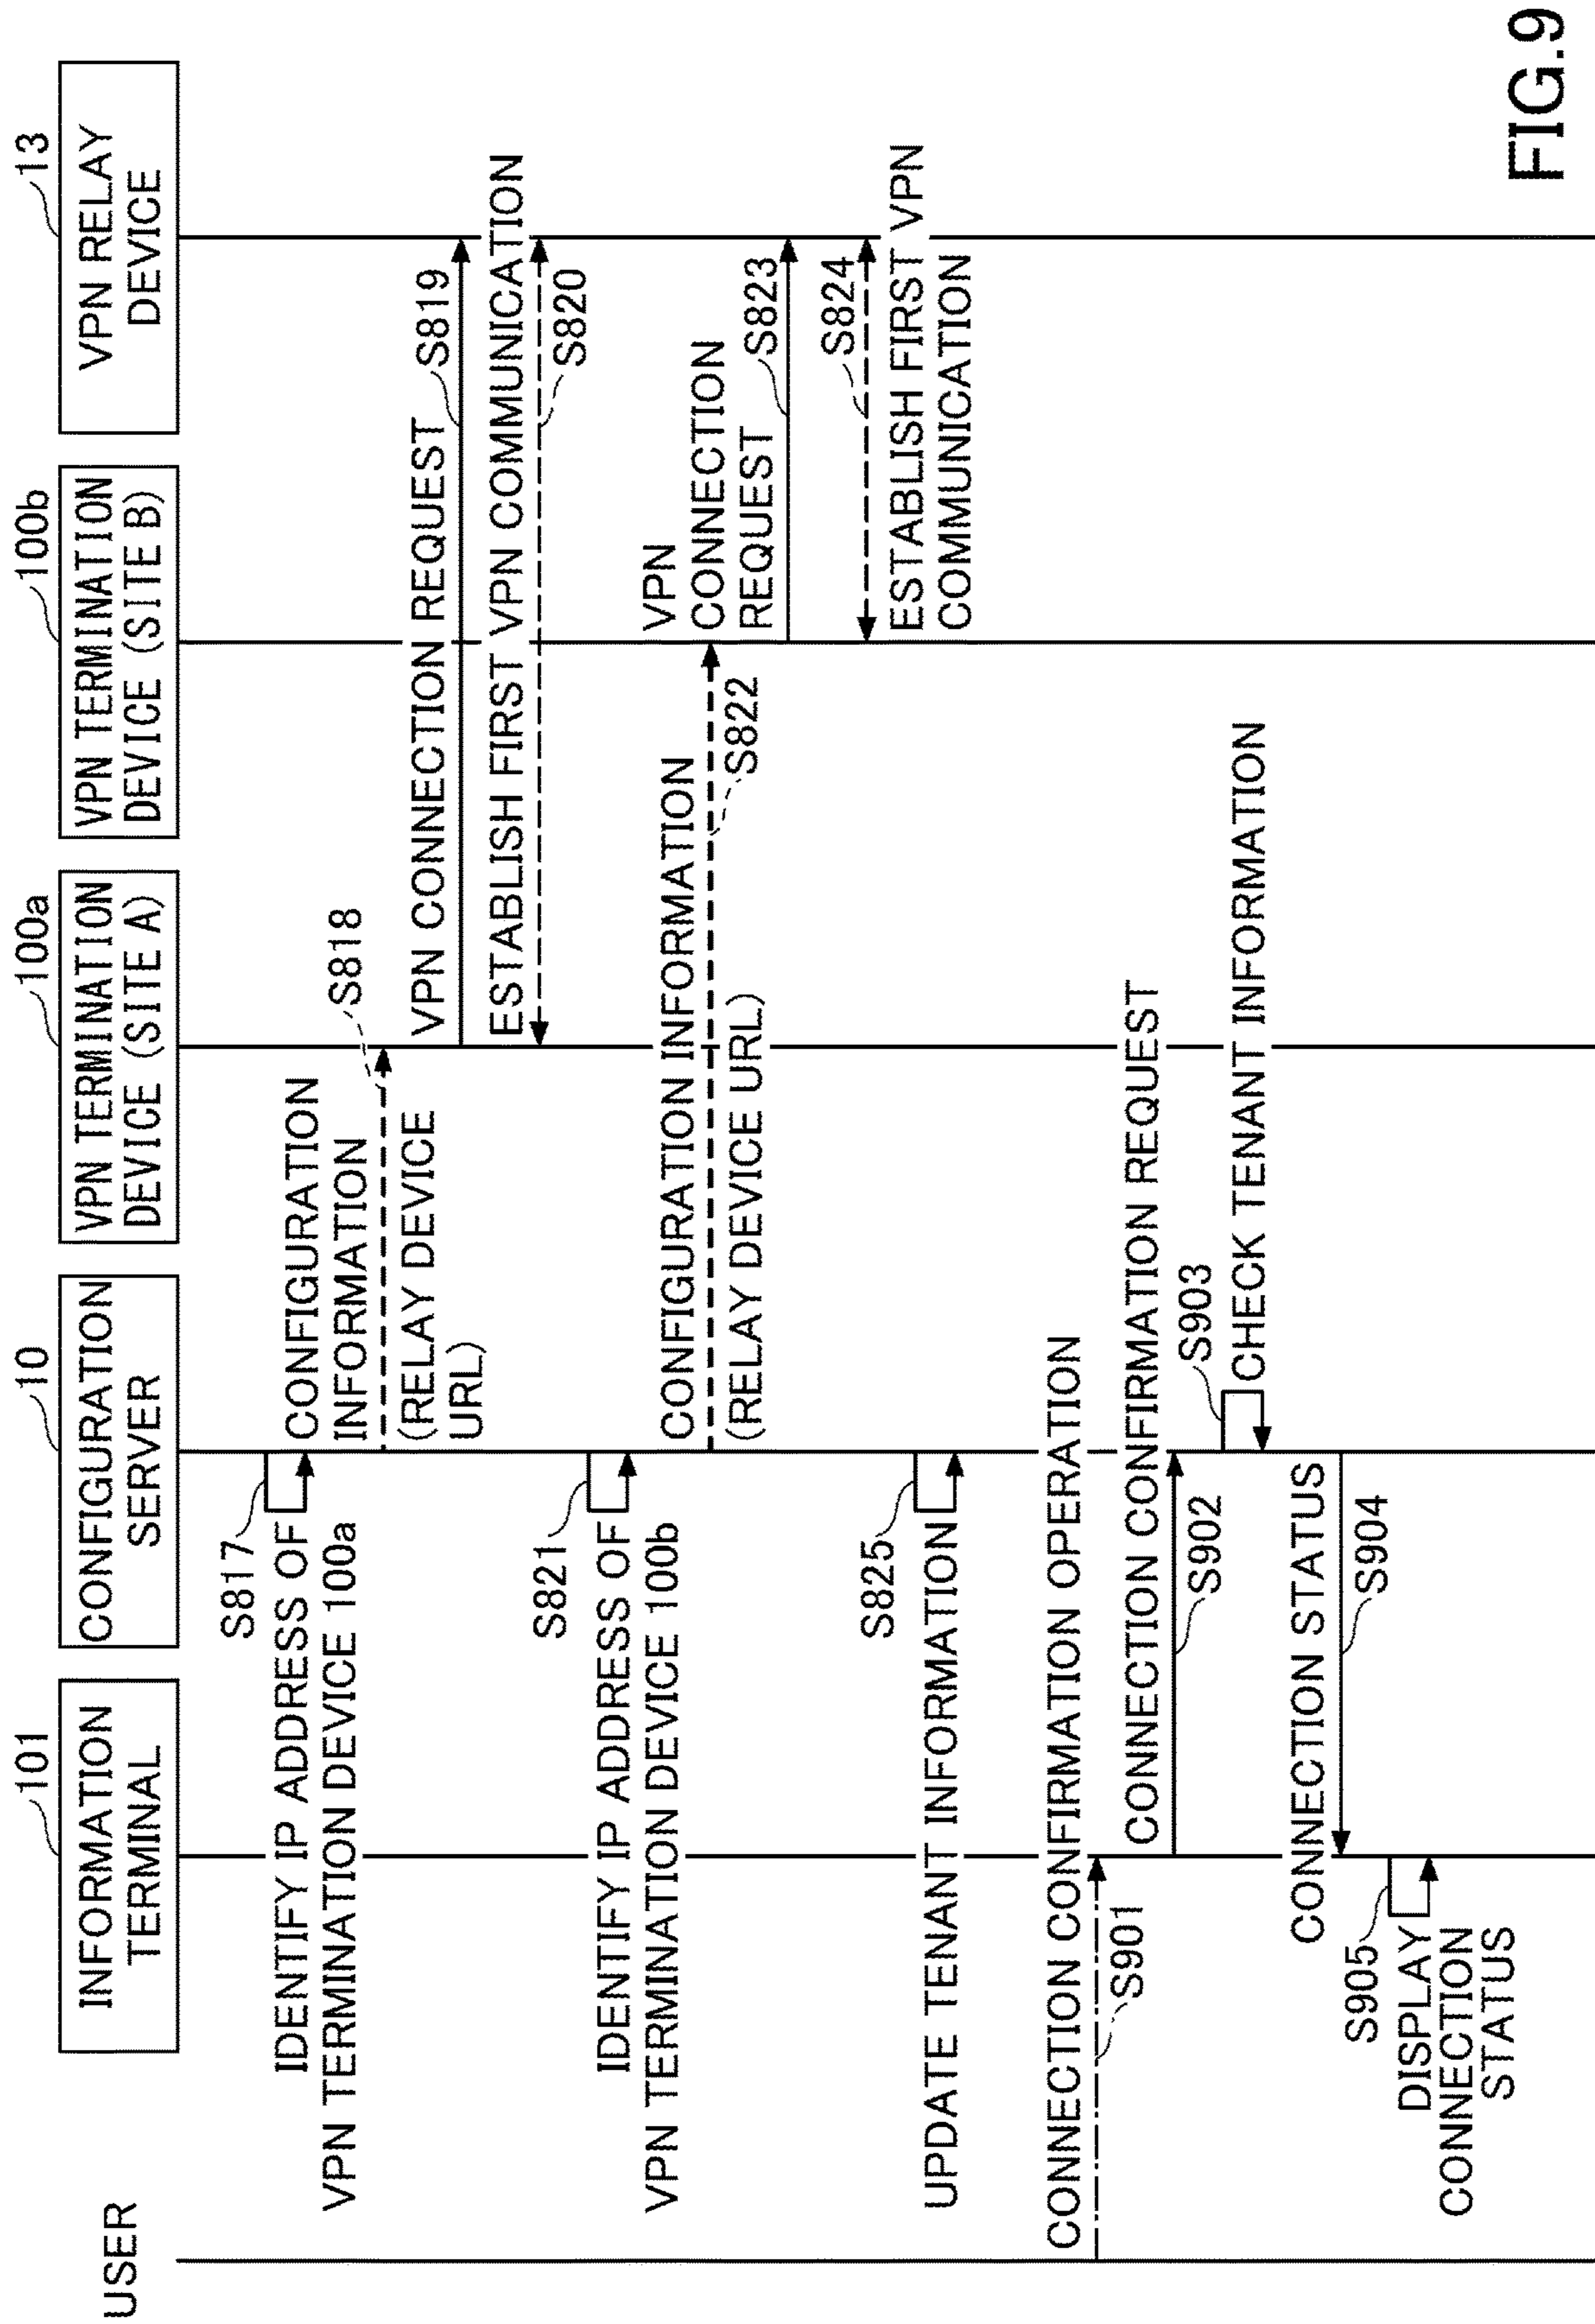 USER
101
INFORMATION
TERMINAL
10
CONFIGURATION
SERVER
100a
VPN TERMINATION
DEVICE (SITE A)
100b
VPN TERMINATION
DEVICE (SITE B)
13
VPN RELAY
DEVICE
S817
IDENTIFY IP ADDRESS OF
VPN TERMINATION DEVICE 100a
CONFIGURATION
INFORMATION
(RELAY DEVICE
URL)
S818
VPN CONNECTION REQUEST
S819
ESTABLISH FIRST VPN COMMUNICATION
S820
S821
IDENTIFY IP ADDRESS OF
VPN TERMINATION DEVICE 100b
CONFIGURATION INFORMATION
(RELAY DEVICE URL)
S822
VPN
CONNECTION
REQUEST
S823
S824
ESTABLISH FIRST VPN
COMMUNICATION
S825
UPDATE TENANT INFORMATION
CONNECTION CONFIRMATION OPERATION
S901
CONNECTION CONFIRMATION REQUEST
S902
S903
CHECK TENANT INFORMATION
CONNECTION STATUS
S904
S905
DISPLAY
CONNECTION
STATUS
FIG.9